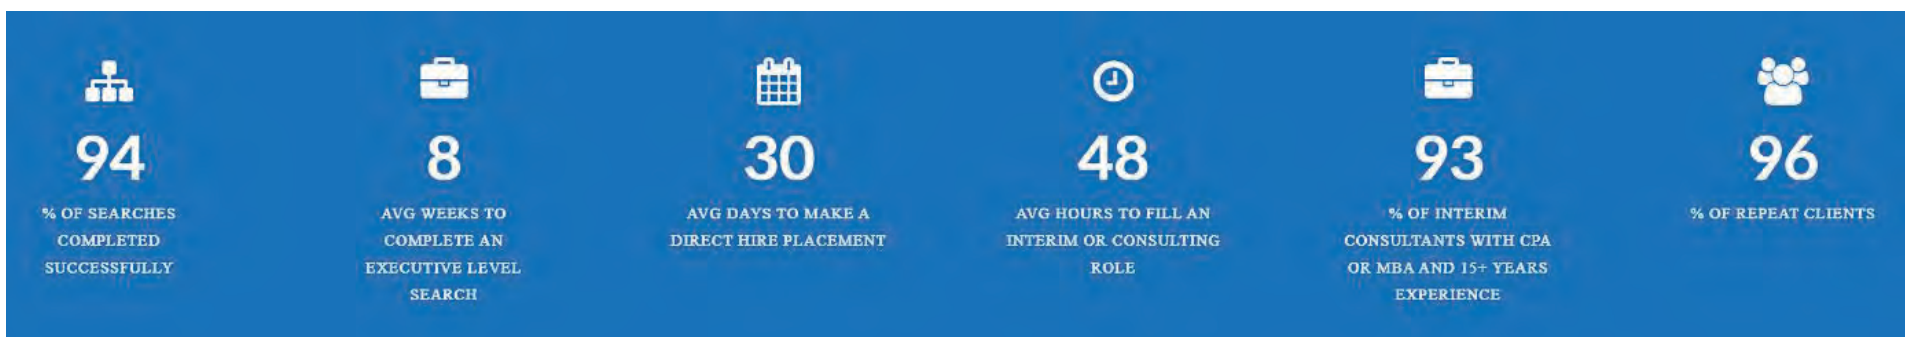 94
% OF SEARCHES
COMPLETED
SUCCESSFULLY
8
AVG WEEKS TO
COMPLETE AN
EXECUTIVE LEVEL
SEARCH
30
AVG DAYS TO MAKE A
DIRECT HIRE PLACEMENT
48
AVG HOURS TO FILL AN
INTERIM OR CONSULTING
ROLE
93
% OF INTERIM
CONSULTANTS WITH CPA
OR MBA AND 15+ YEARS
EXPERIENCE
96
% OF REPEAT CLIENTS